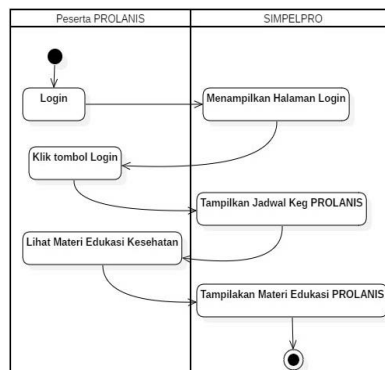 Peserta PROLANIS
SIMPELPRO
Login
Menampilkan Halaman Login
Klik tombol Login
Tampilkan Jadwal Keg PROLANIS
Lihat Materi Edukasi Kesehatan
Tampilakan Materi Edukasi PROLANIS